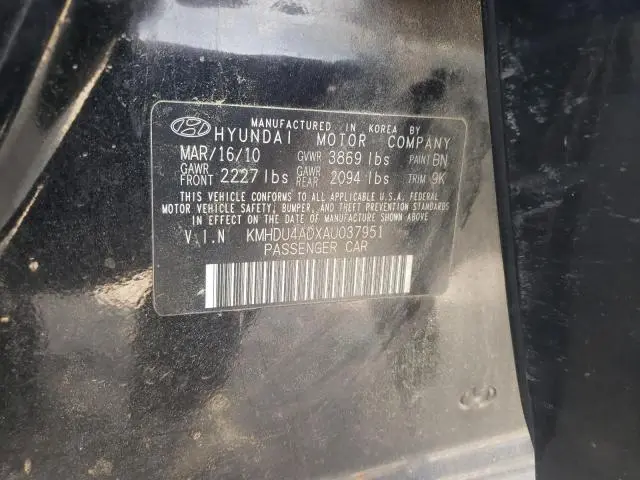 MANUFACTURED IN KOREA BY
HYUNDAI MOTOR COMPANY
MAR/16/10 GVWR 3869 lbs PAINT BN
GAWR FRONT 2227 lbs GAWR REAR 2094 lbs TRIM 9K
THIS VEHICLE CONFORMS TO ALL APPLICABLE U.S.A. FEDERAL
MOTOR VEHICLE SAFETY, BUMPER, AND THEFT PREVENTION STANDARDS
IN EFFECT ON THE DATE OF MANUFACTURE SHOWN ABOVE.
V.I.N KMHDU4ADXAU037951
PASSENGER CAR